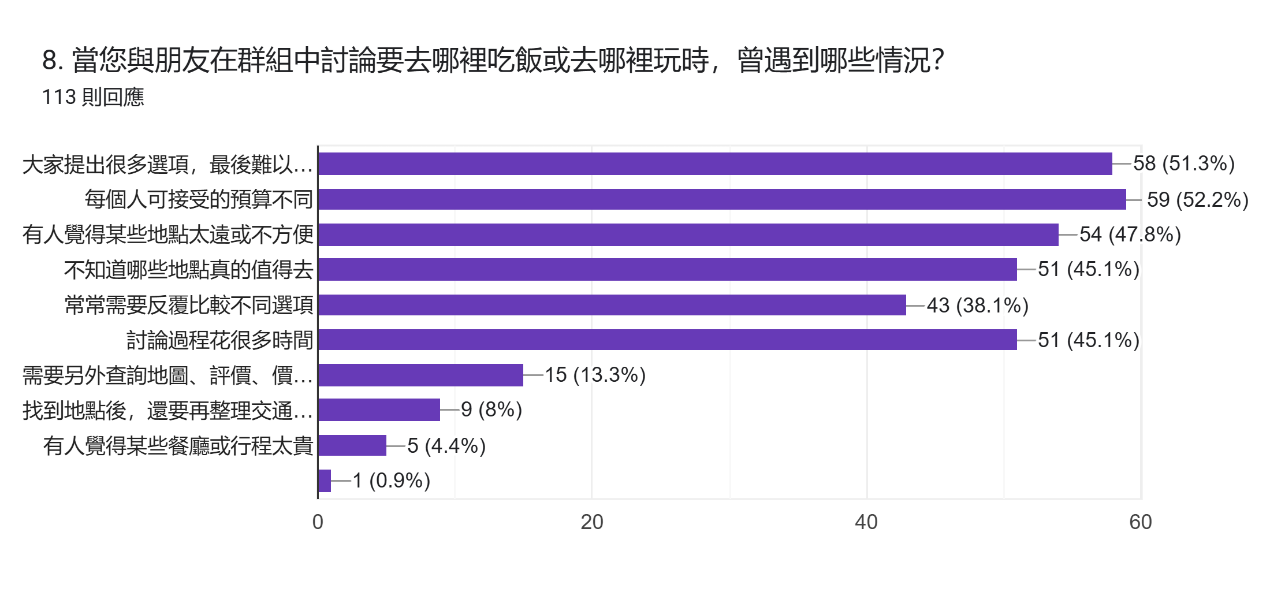 8. 當您與朋友在群組中討論要去哪裡吃飯或去哪裡玩時，曾遇到哪些情況？
113 則回應
大家提出很多選項，最後難以… 58 (51.3%)
每個人可接受的預算不同 59 (52.2%)
有人覺得某些地點太遠或不方便 54 (47.8%)
不知道哪些地點真的值得去 51 (45.1%)
常常需要反覆比較不同選項 43 (38.1%)
討論過程花很多時間 51 (45.1%)
需要另外查詢地圖、評價、價… 15 (13.3%)
找到地點後，還要再整理交通… 9 (8%)
有人覺得某些餐廳或行程太貴 5 (4.4%)
1 (0.9%)
0 20 40 60